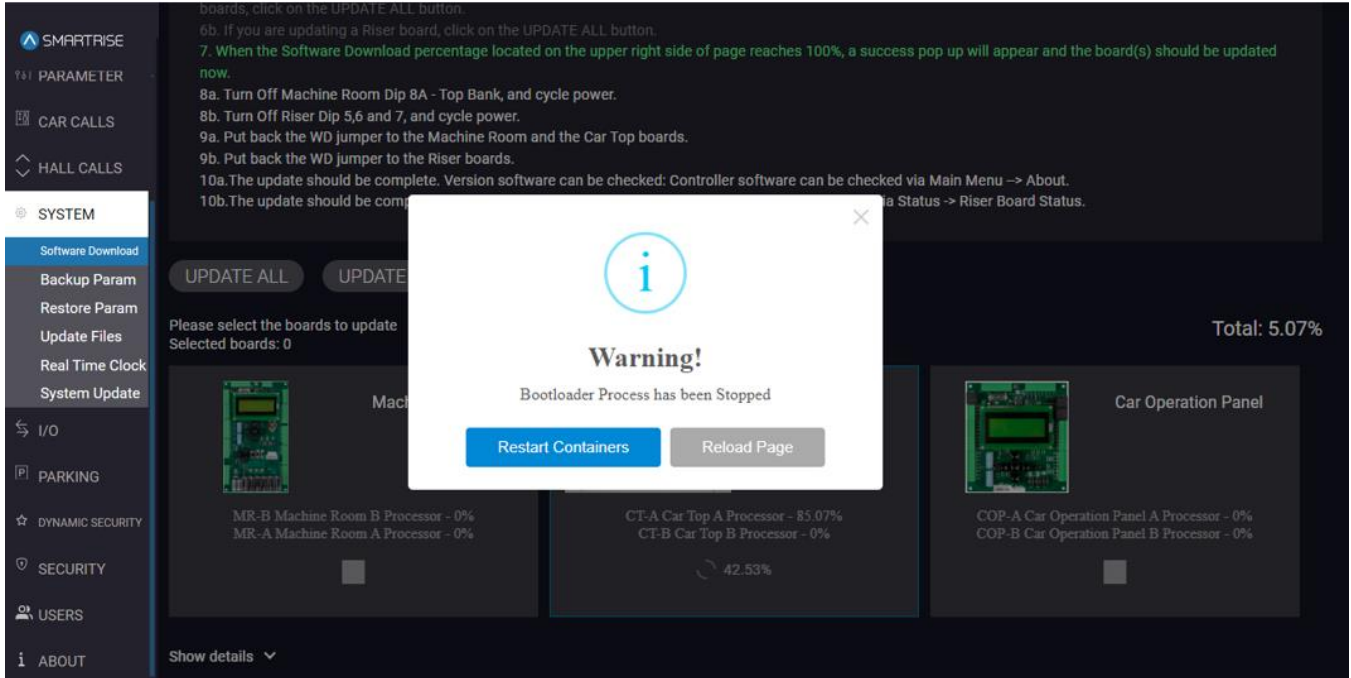 boards, click on the UPDATE ALL button.
6b. If you are updating a Riser board, click on the UPDATE ALL button.
7. When the Software Download percentage located on the upper right side of page reaches 100%, a success pop up will appear and the board(s) should be updated
now.
8a. Turn Off Machine Room Dip 8A - Top Bank, and cycle power.
8b. Turn Off Riser Dip 5,6 and 7, and cycle power.
9a. Put back the WD jumper to the Machine Room and the Car Top boards.
9b. Put back the WD jumper to the Riser boards.
10a.The update should be complete. Version software can be checked: Controller software can be checked via Main Menu --> About.
10b.The update should be comp
ia Status -> Riser Board Status.
SMARTRISE
PARAMETER
CAR CALLS
HALL CALLS
SYSTEM
Software Download
Backup Param
Restore Param
Update Files
Real Time Clock
System Update
I/O
PARKING
DYNAMIC SECURITY
SECURITY
USERS
ABOUT
UPDATE ALL
UPDATE
Please select the boards to update
Selected boards: 0
Total: 5.07%
Warning!
Bootloader Process has been Stopped
Restart Containers
Reload Page
Mach
MR-B Machine Room B Processor - 0%
MR-A Machine Room A Processor - 0%
CT-A Car Top A Processor - 85.07%
CT-B Car Top B Processor - 0%
42.53%
Car Operation Panel
COP-A Car Operation Panel A Processor - 0%
COP-B Car Operation Panel B Processor - 0%
Show details